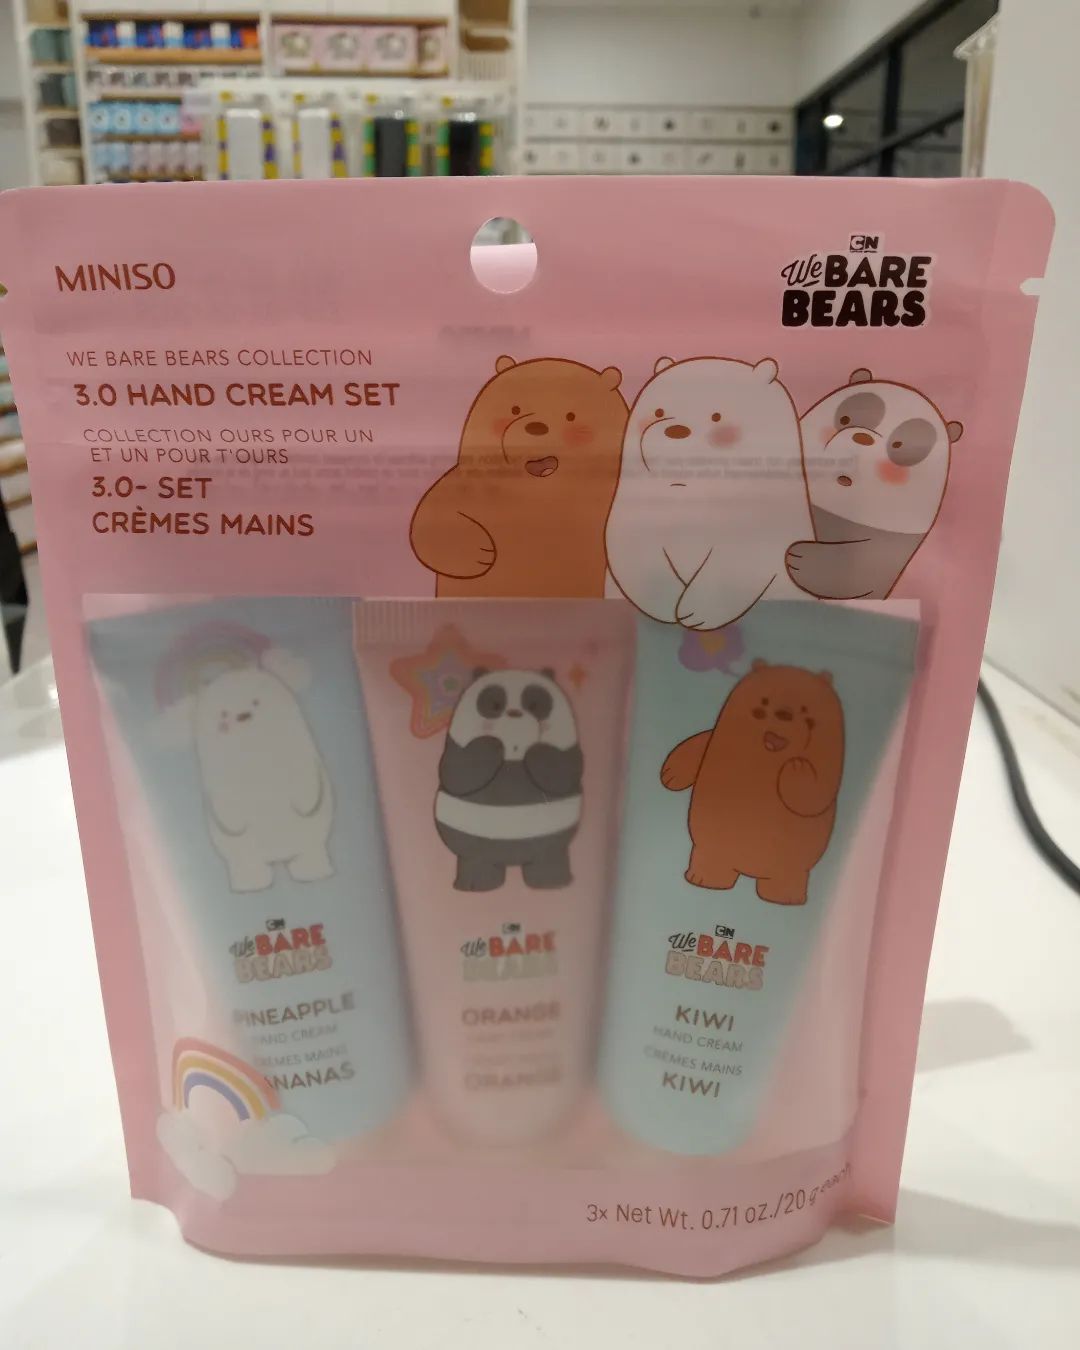 MINISO
CN
We BARE
BEARS
WE BARE BEARS COLLECTION
3.0 HAND CREAM SET
COLLECTION OURS POUR UN
ET UN POUR T'OURS
3.0- SET
CRÈMES MAINS
CN
We BARE
BEARS
PINEAPPLE
HAND CREAM
CRÈMES MAINS
ANANAS
CN
We BARE
BEARS
ORANGE
ORANGE
CN
We BARE
BEARS
KIWI
HAND CREAM
CRÈMES MAINS
KIWI
3x Net Wt. 0.71 oz./20 g each